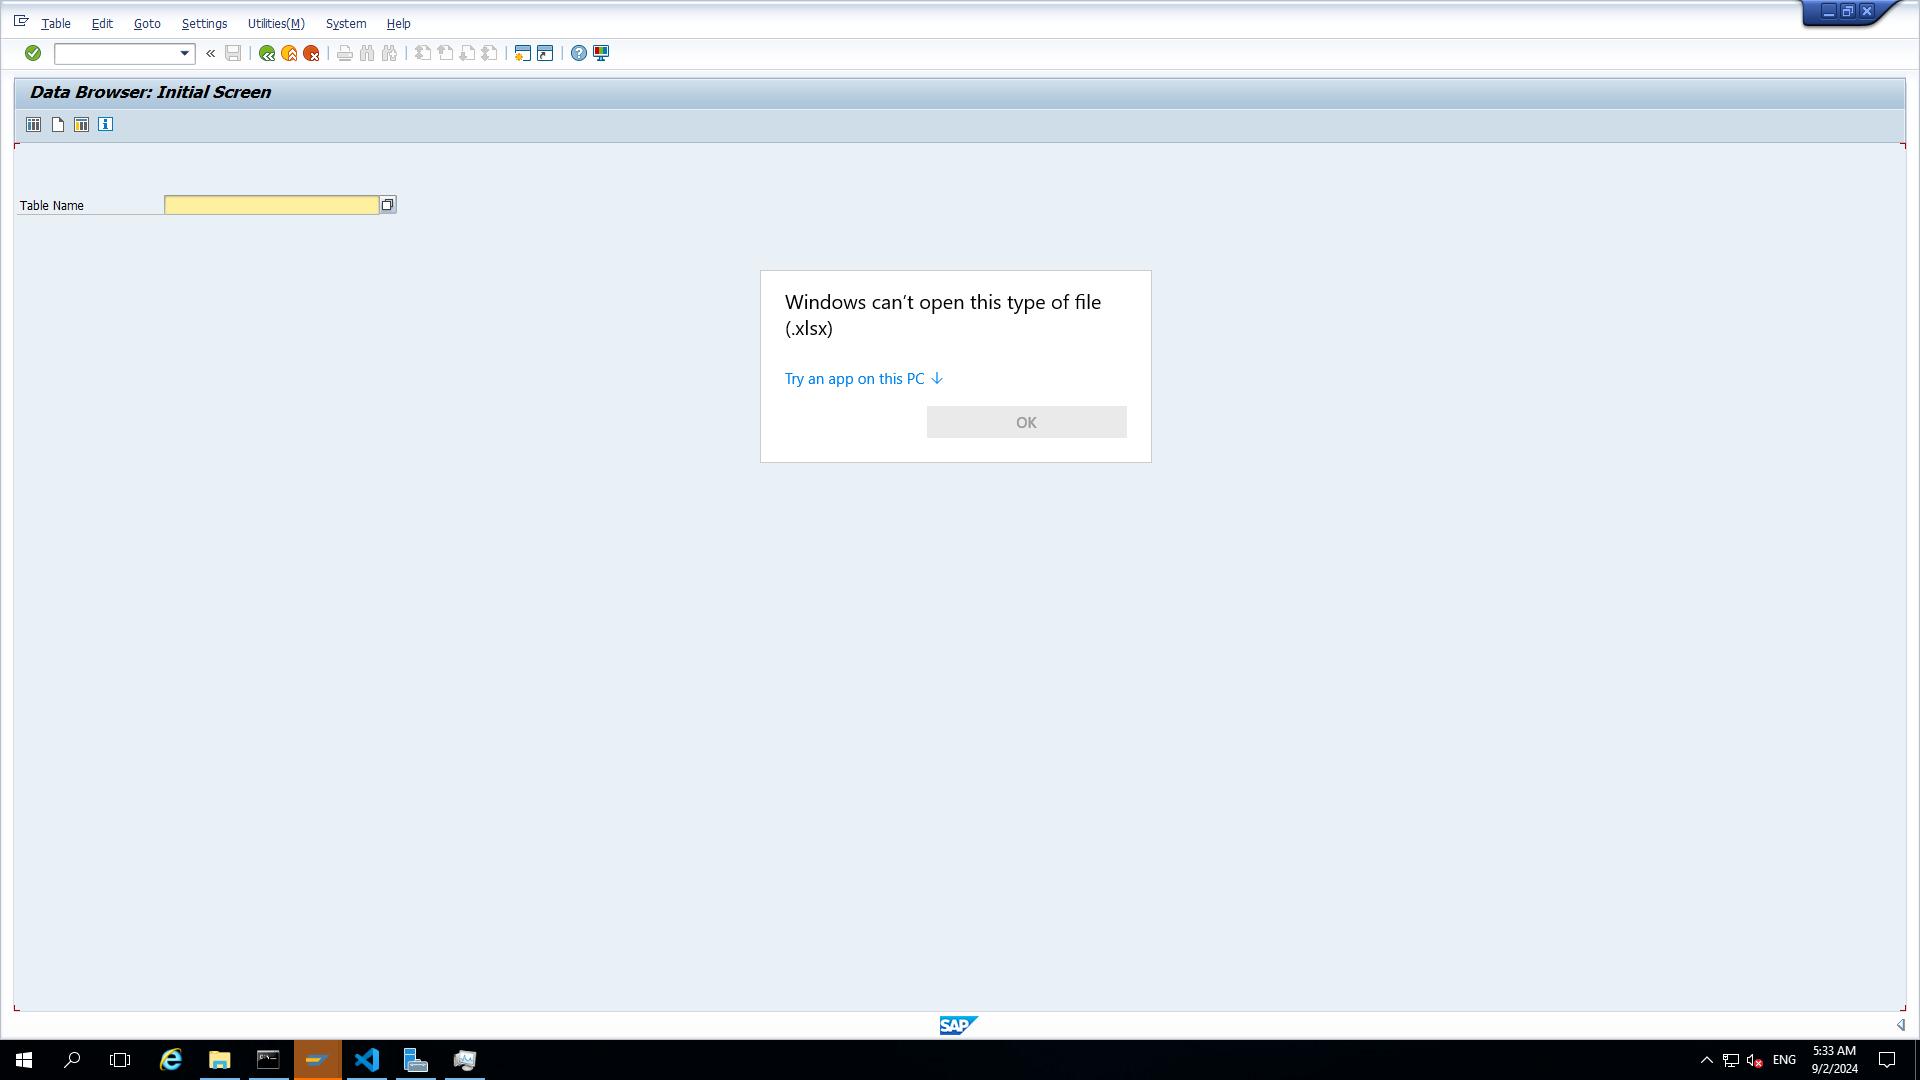 Table Edit Goto Settings Utilities(M) System Help
Data Browser: Initial Screen
Table Name
Windows can't open this type of file
(.xlsx)
Try an app on this PC
OK
SAP
ENG
5:33 AM
9/2/2024